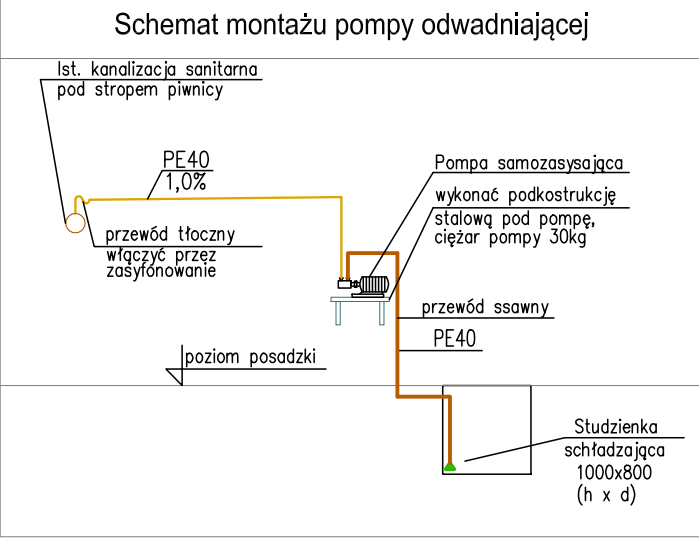 Schemat montażu pompy odwadniającej
Ist. kanalizacja sanitarna
pod stropem piwnicy
PE40
1,0%
Pompa samozasysająca
wykonać podkostrukcję
stalową pod pompę,
ciężar pompy 30kg
przewód tłoczny
włączyć przez
zasyfonowanie
przewód ssawny
PE40
poziom posadzki
Studzienka
schładzająca
1000x800
(h x d)